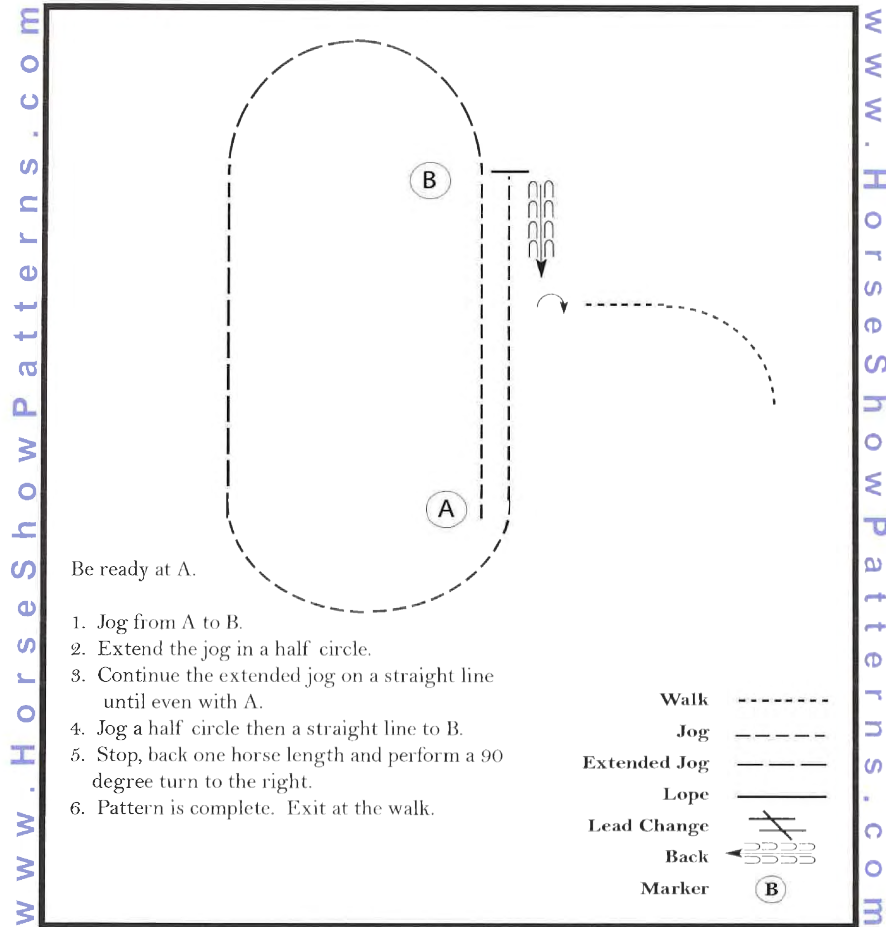 www.HorseShowPatterns.com
www.HorseShowPatterns.com
B
A
Be ready at A.
1. Jog from A to B.
2. Extend the jog in a half circle.
3. Continue the extended jog on a straight line
until even with A.
4. Jog a half circle then a straight line to B.
5. Stop, back one horse length and perform a 90
degree turn to the right.
6. Pattern is complete. Exit at the walk.
Walk
Jog
Extended Jog
Lope
Lead Change
Back
Marker B